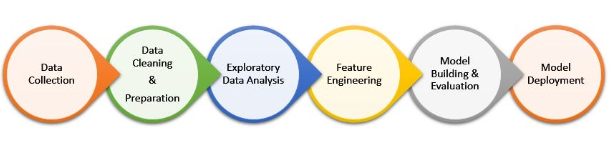 Data
Collection
Data
Cleaning
&
Preparation
Exploratory
Data Analysis
Feature
Engineering
Model
Building &
Evaluation
Model
Deployment